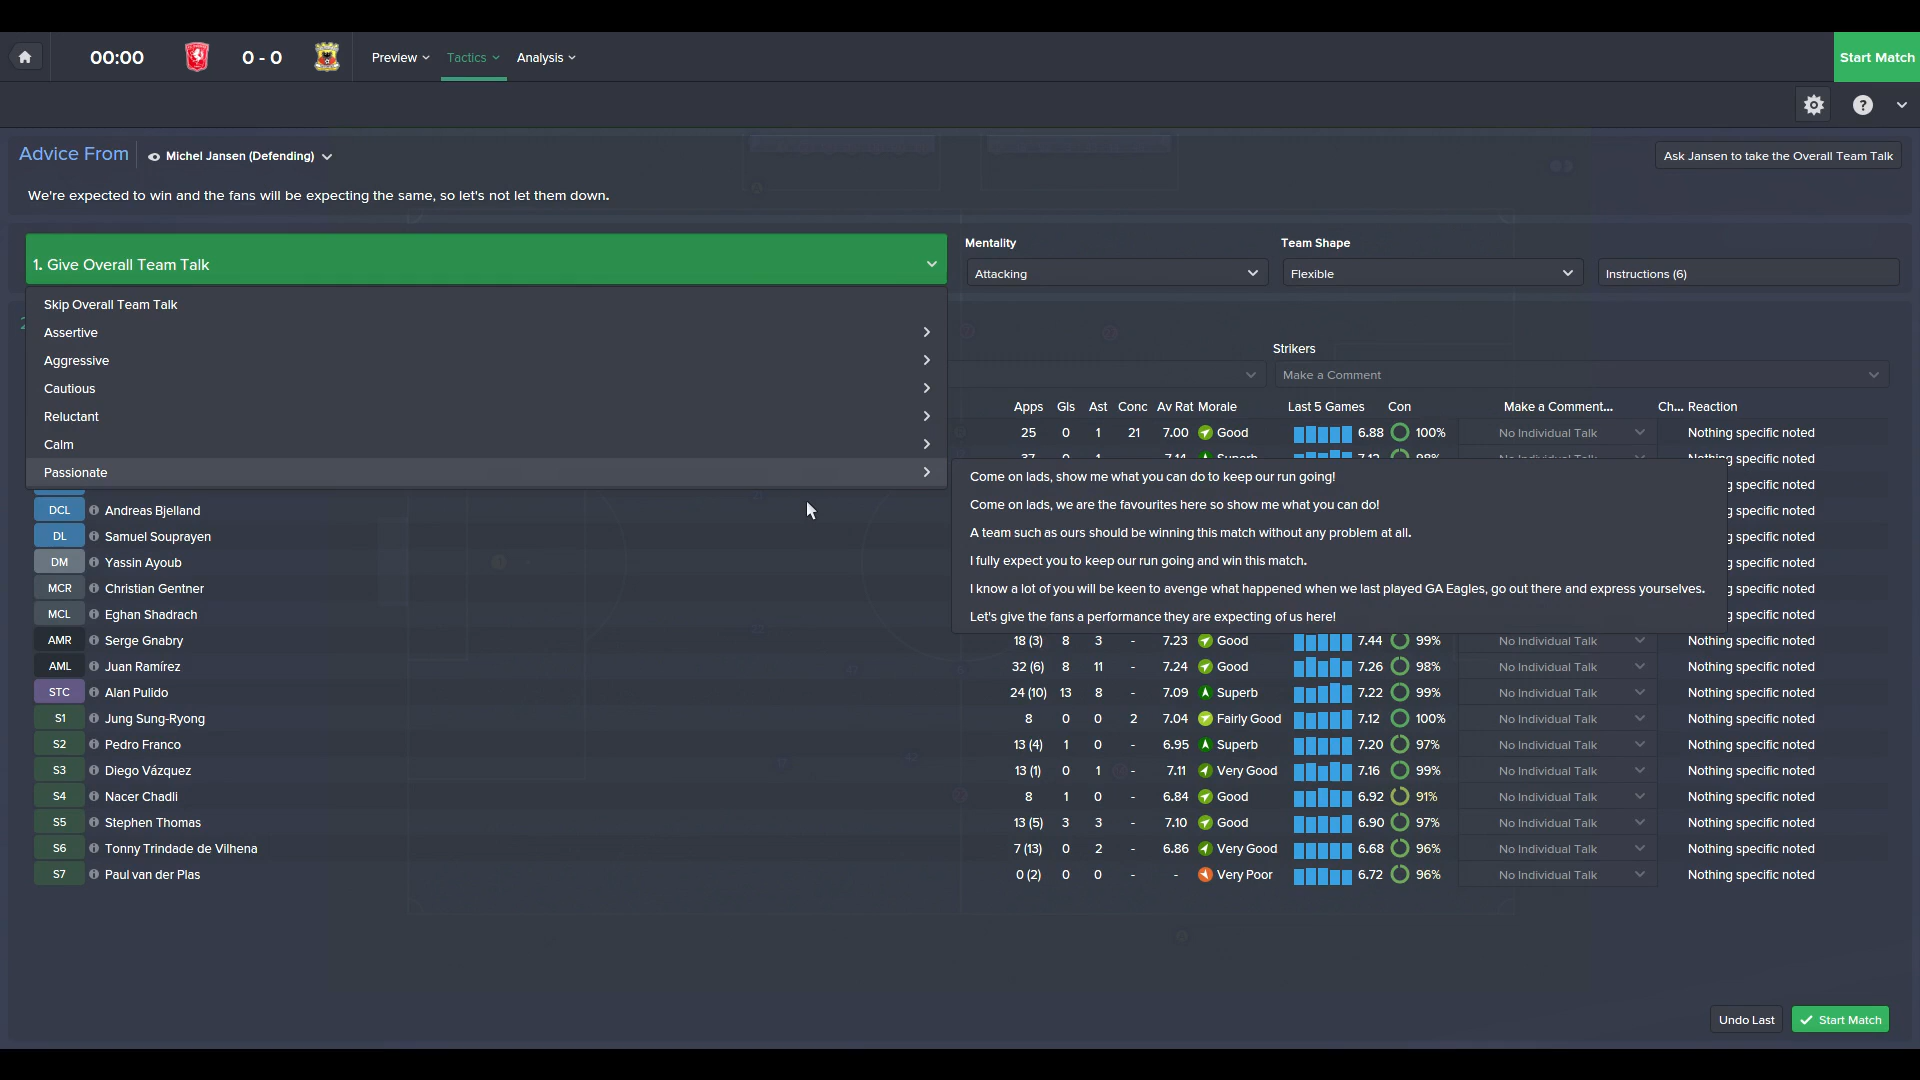 00:00 0 - 0 Preview Tactics Analysis Start Match
?
Advice From Michel Jansen (Defending) Ask Jansen to take the Overall Team Talk
We're expected to win and the fans will be expecting the same, so let's not let them down.
1. Give Overall Team Talk
Mentality Team Shape
Attacking Flexible Instructions (6)
Skip Overall Team Talk
Assertive
Aggressive
Cautious
Reluctant
Calm
Passionate
Strikers
Make a Comment
Apps Gls Ast Conc Av Rat Morale Last 5 Games Con Make a Comment... Ch... Reaction
25 0 1 21 7.00 Good 6.88 100% No Individual Talk Nothing specific noted
Nothing specific noted
Come on lads, show me what you can do to keep our run going!
Come on lads, we are the favourites here so show me what you can do!
A team such as ours should be winning this match without any problem at all.
I fully expect you to keep our run going and win this match.
I know a lot of you will be keen to avenge what happened when we last played GA Eagles, go out there and express yourselves.
Let's give the fans a performance they are expecting of us here!
g specific noted
g specific noted
g specific noted
g specific noted
g specific noted
g specific noted
DCL Andreas Bjelland
DL Samuel Souprayen
DM Yassin Ayoub
MCR Christian Gentner
MCL Eghan Shadrach
AMR Serge Gnabry 18 (3) 8 3 - 7.23 Good 7.44 99% No Individual Talk Nothing specific noted
AML Juan Ramírez 32 (6) 8 11 - 7.24 Good 7.26 98% No Individual Talk Nothing specific noted
STC Alan Pulido 24 (10) 13 8 - 7.09 Superb 7.22 99% No Individual Talk Nothing specific noted
S1 Jung Sung-Ryong 8 0 0 2 7.04 Fairly Good 7.12 100% No Individual Talk Nothing specific noted
S2 Pedro Franco 13 (4) 1 0 - 6.95 Superb 7.20 97% No Individual Talk Nothing specific noted
S3 Diego Vázquez 13 (1) 0 1 - 7.11 Very Good 7.16 99% No Individual Talk Nothing specific noted
S4 Nacer Chadli 8 1 0 - 6.84 Good 6.92 91% No Individual Talk Nothing specific noted
S5 Stephen Thomas 13 (5) 3 3 - 7.10 Good 6.90 97% No Individual Talk Nothing specific noted
S6 Tonny Trindade de Vilhena 7 (13) 0 2 - 6.86 Very Good 6.68 96% No Individual Talk Nothing specific noted
S7 Paul van der Plas 0 (2) 0 0 - - Very Poor 6.72 96% No Individual Talk Nothing specific noted
Undo Last Start Match